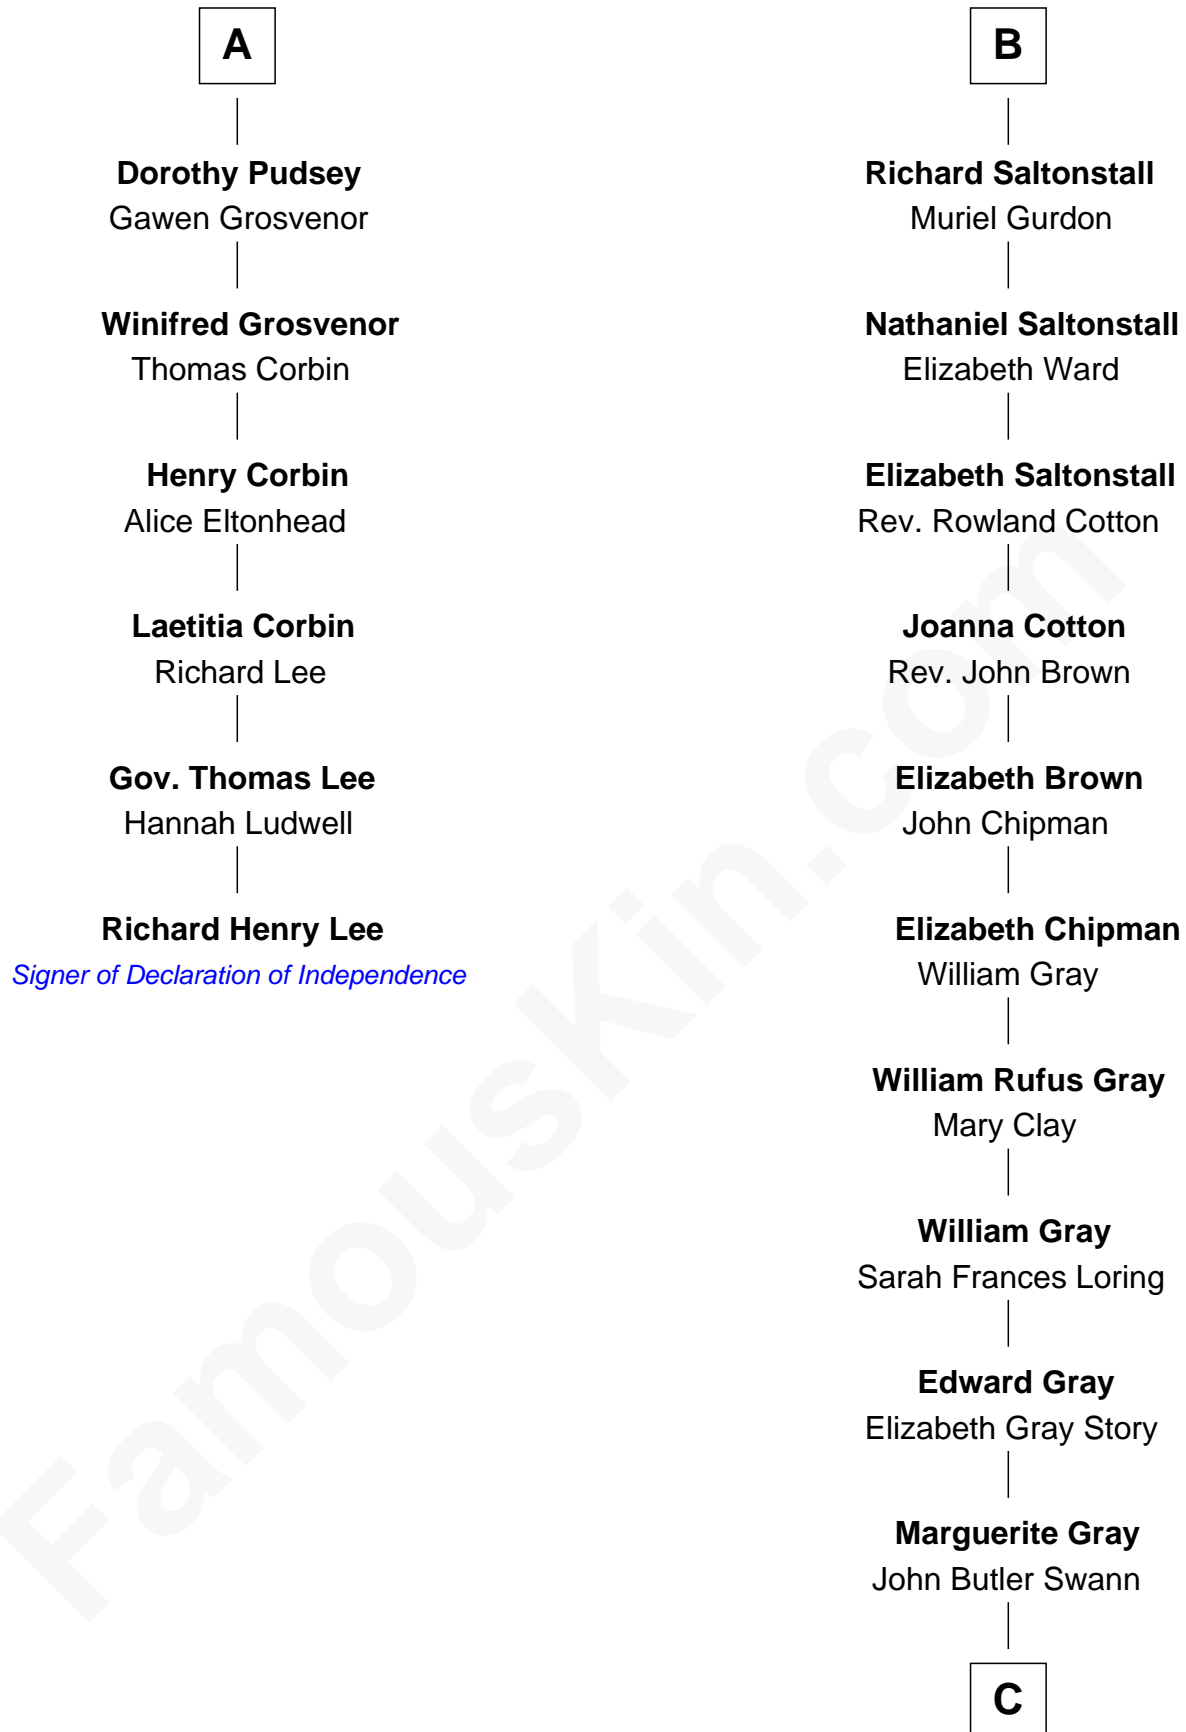 A
Dorothy Pudsey
Gawen Grosvenor
Winifred Grosvenor
Thomas Corbin
Henry Corbin
Alice Eltonhead
Laetitia Corbin
Richard Lee
Gov. Thomas Lee
Hannah Ludwell
Richard Henry Lee
Signer of Declaration of Independence
B
Richard Saltonstall
Muriel Gurdon
Nathaniel Saltonstall
Elizabeth Ward
Elizabeth Saltonstall
Rev. Rowland Cotton
Joanna Cotton
Rev. John Brown
Elizabeth Brown
John Chipman
Elizabeth Chipman
William Gray
William Rufus Gray
Mary Clay
William Gray
Sarah Frances Loring
Edward Gray
Elizabeth Gray Story
Marguerite Gray
John Butler Swann
C
FamousKin.com